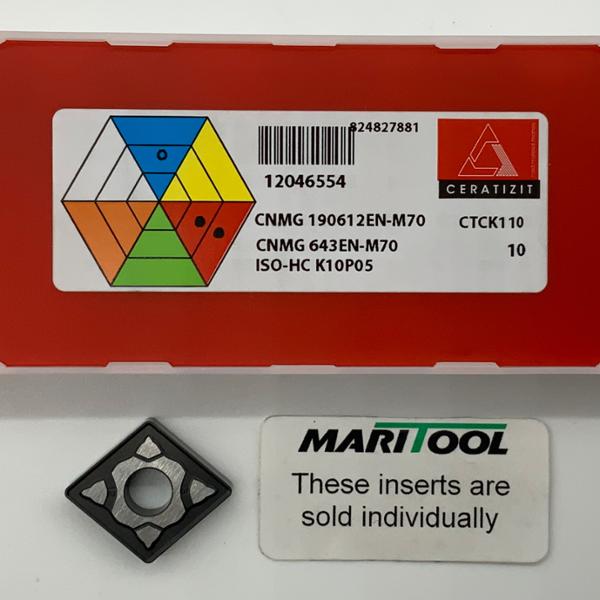 824827881
12046554
CERATIZIT
CNMG 190612EN-M70 CTCK110
CNMG 643EN-M70 10
ISO-HC K10P05
MARITOOL
These inserts are
sold individually